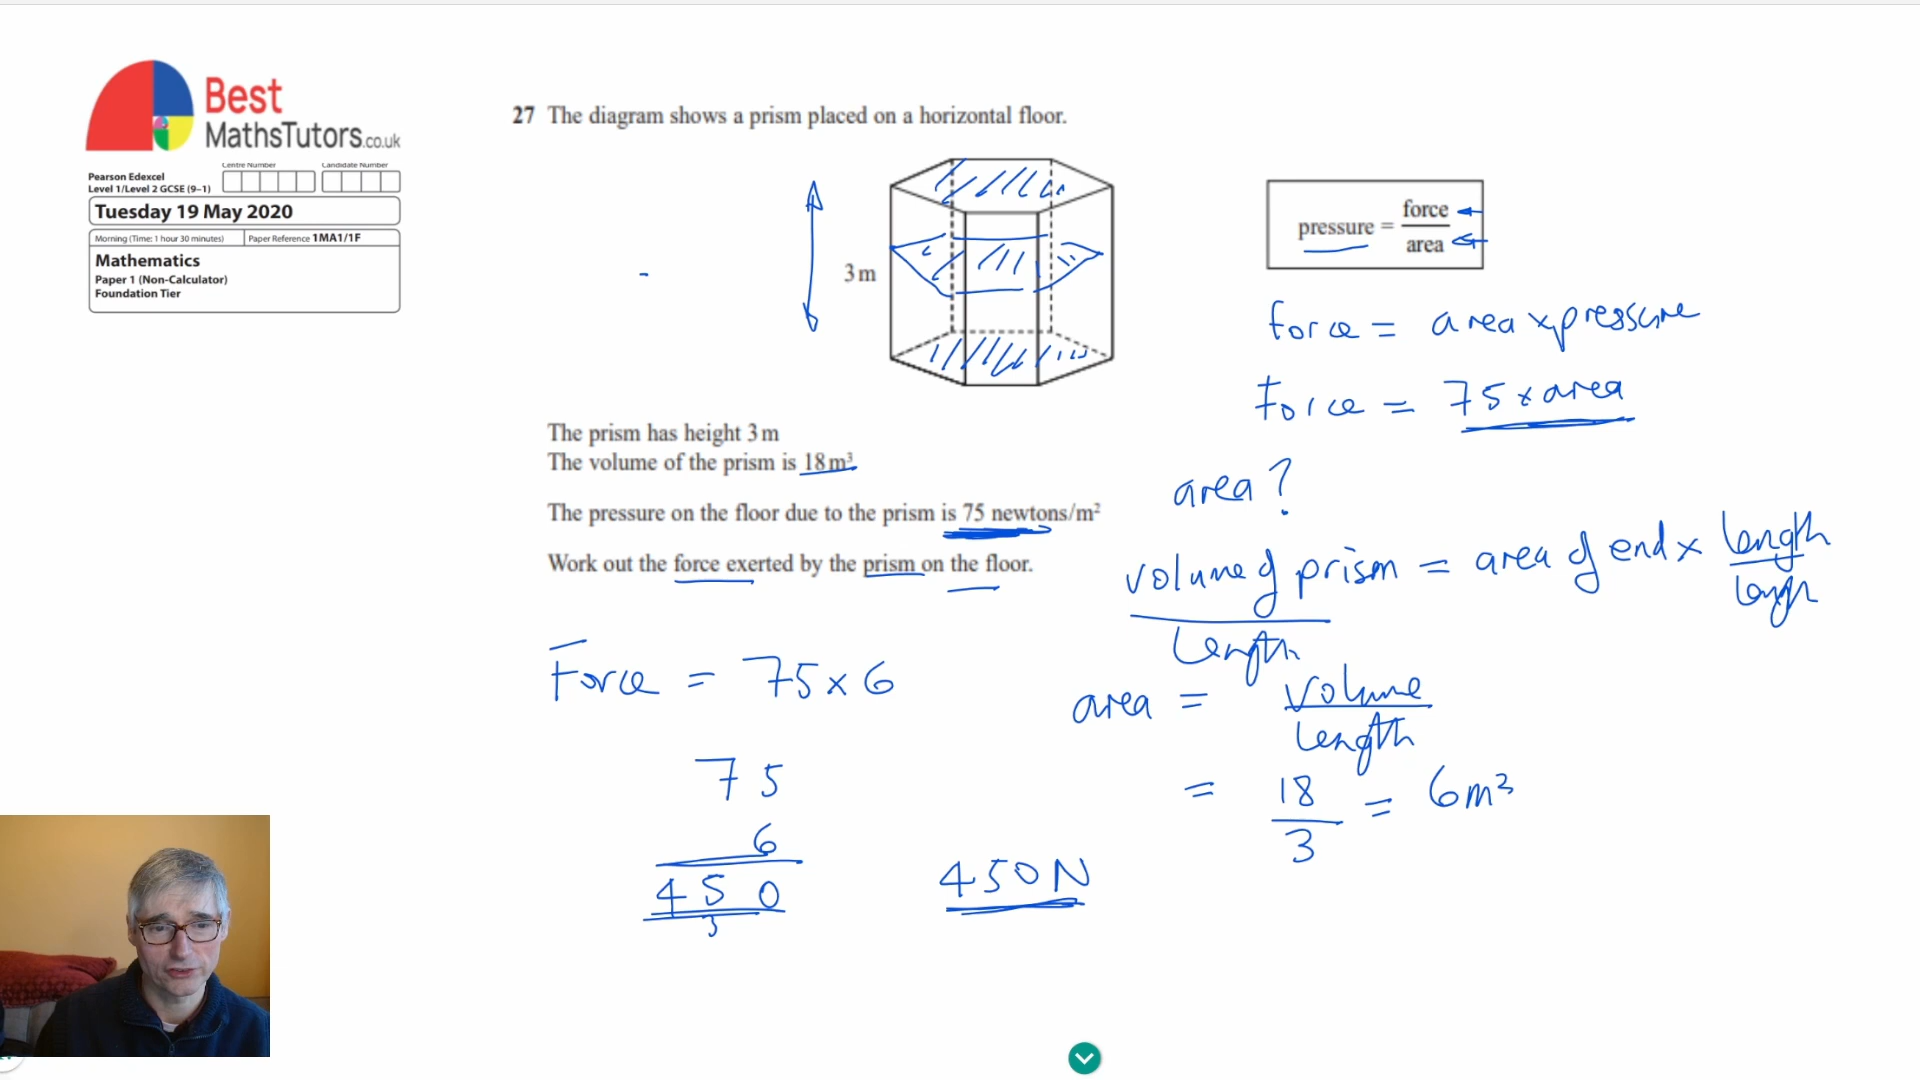 Best
MathsTutors.co.uk
Centre Number
Candidate Number
Pearson Edexcel
Level 1/Level 2 GCSE (9–1)
Tuesday 19 May 2020
Morning (Time: 1 hour 30 minutes)
Paper Reference 1MA1/1F
Mathematics
Paper 1 (Non-Calculator)
Foundation Tier
27 The diagram shows a prism placed on a horizontal floor.
3 m
pressure = force / area
The prism has height 3 m
The volume of the prism is 18 m³.
The pressure on the floor due to the prism is 75 newtons/m²
Work out the force exerted by the prism on the floor.
force = area × pressure
Force = 75 × area
area?
volume of prism / Length = area of end × length / length
area = volume / Length
= 18 / 3 = 6m²
Force = 75 × 6
75
6
450
3
450N